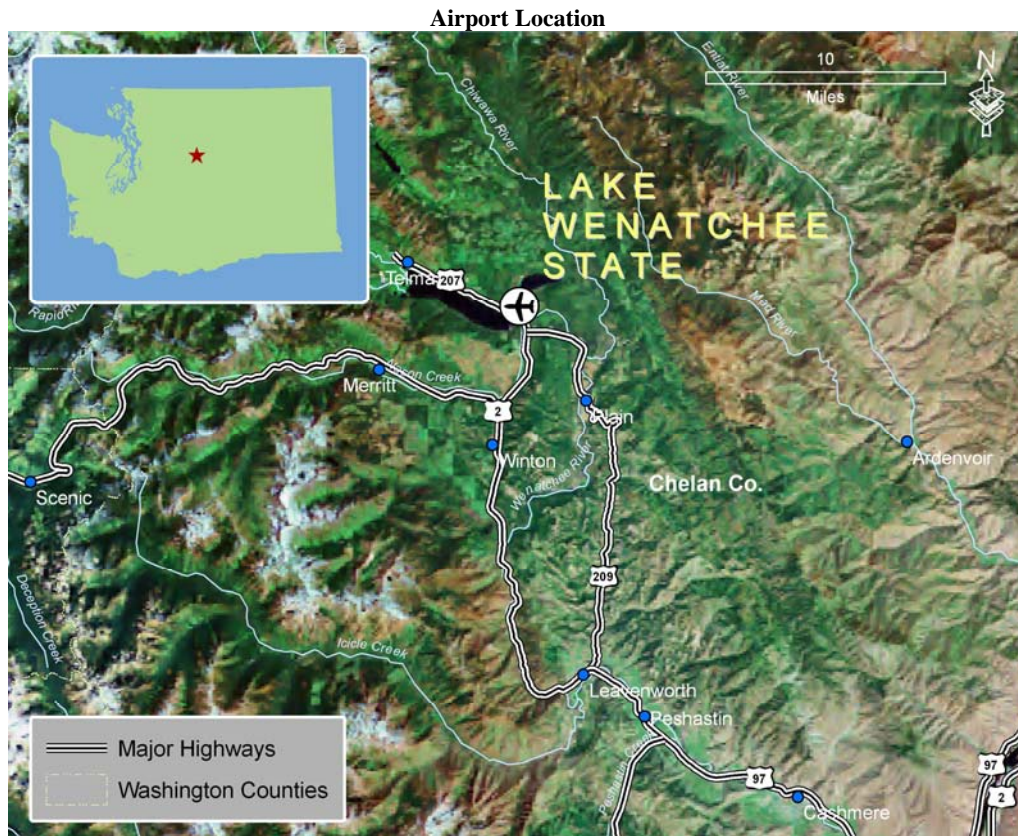 Airport Location
10
Miles
N
Entiat River
Chiwawa River
LAKE
WENATCHEE
STATE
Telma
207
Mad River
Merritt
Nason Creek
2
Plain
Winton
Wenatchee River
Ardenvoir
Scenic
Chelan Co.
209
Deception Creek
Icicle Creek
Leavenworth
Peshastin
Peshastin Creek
97
Cashmere
97
2
Major Highways
Washington Counties